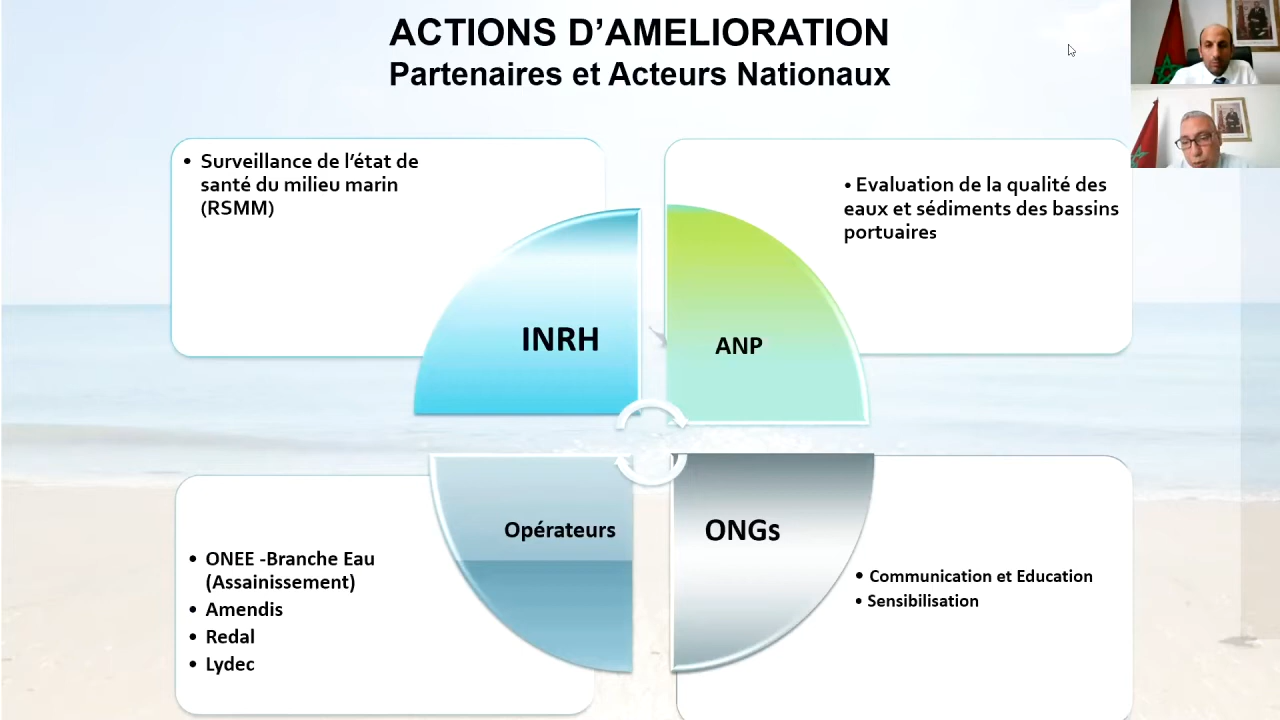 ACTIONS D’AMELIORATION
Partenaires et Acteurs Nationaux
• Surveillance de l’état de
santé du milieu marin
(RSMM)
• Evaluation de la qualité des
eaux et sédiments des bassins
portuaires
INRH
ANP
Opérateurs
ONGs
• ONEE -Branche Eau
(Assainissement)
• Amendis
• Redal
• Lydec
• Communication et Education
• Sensibilisation